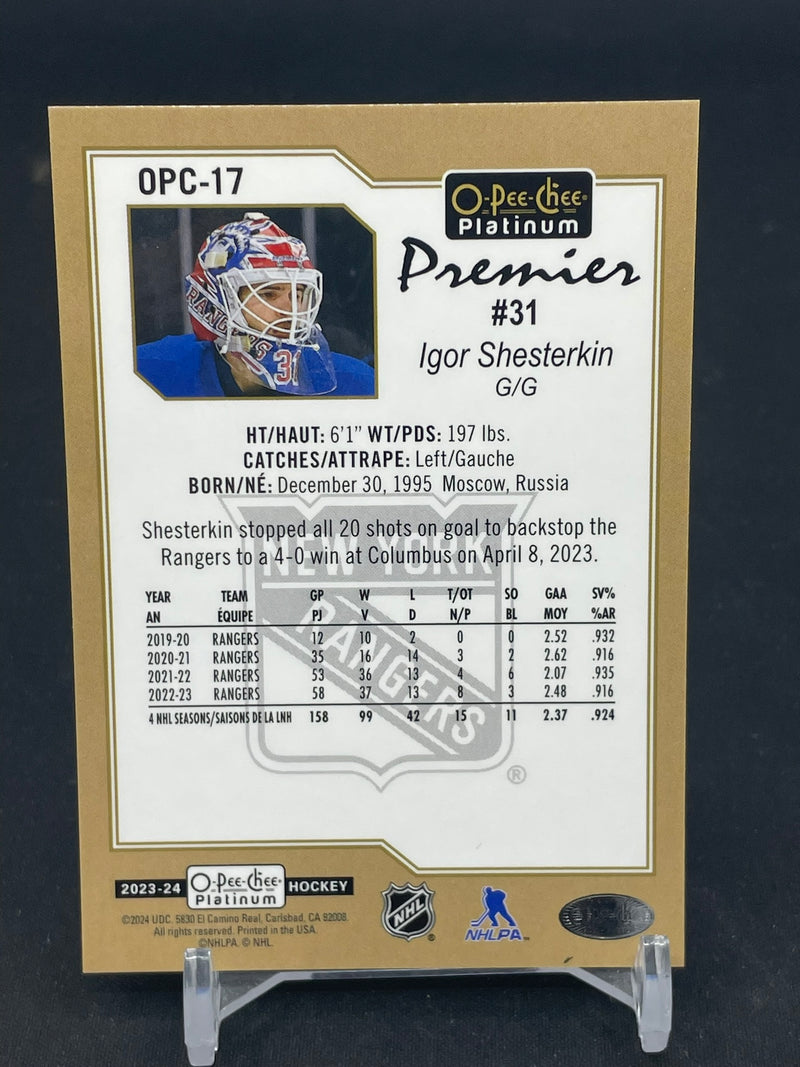 OPC-17
O-Pee-Chee®
Platinum
Premier
#31
Igor Shesterkin
G/G
RANGERS
31
HT/HAUT: 6'1" WT/PDS: 197 lbs.
CATCHES/ATTRAPE: Left/Gauche
BORN/NÉ: December 30, 1995 Moscow, Russia
Shesterkin stopped all 20 shots on goal to backstop the
Rangers to a 4-0 win at Columbus on April 8, 2023.
NEW YORK
RANGERS
®
YEAR TEAM GP W L T/OT SO GAA SV%
AN ÉQUIPE PJ V D N/P BL MOY %AR
2019-20 RANGERS 12 10 2 0 0 2.52 .932
2020-21 RANGERS 35 16 14 3 2 2.62 .916
2021-22 RANGERS 53 36 13 4 6 2.07 .935
2022-23 RANGERS 58 37 13 8 3 2.48 .916
4 NHL SEASONS/SAISONS DE LA LNH 158 99 42 15 11 2.37 .924
2023-24 O-Pee-Chee® Platinum HOCKEY
©2024 UDC. 5830 El Camino Real, Carlsbad, CA 92008.
All rights reserved. Printed in the USA.
©NHLPA. © NHL.
NHL
®
NHLPA™